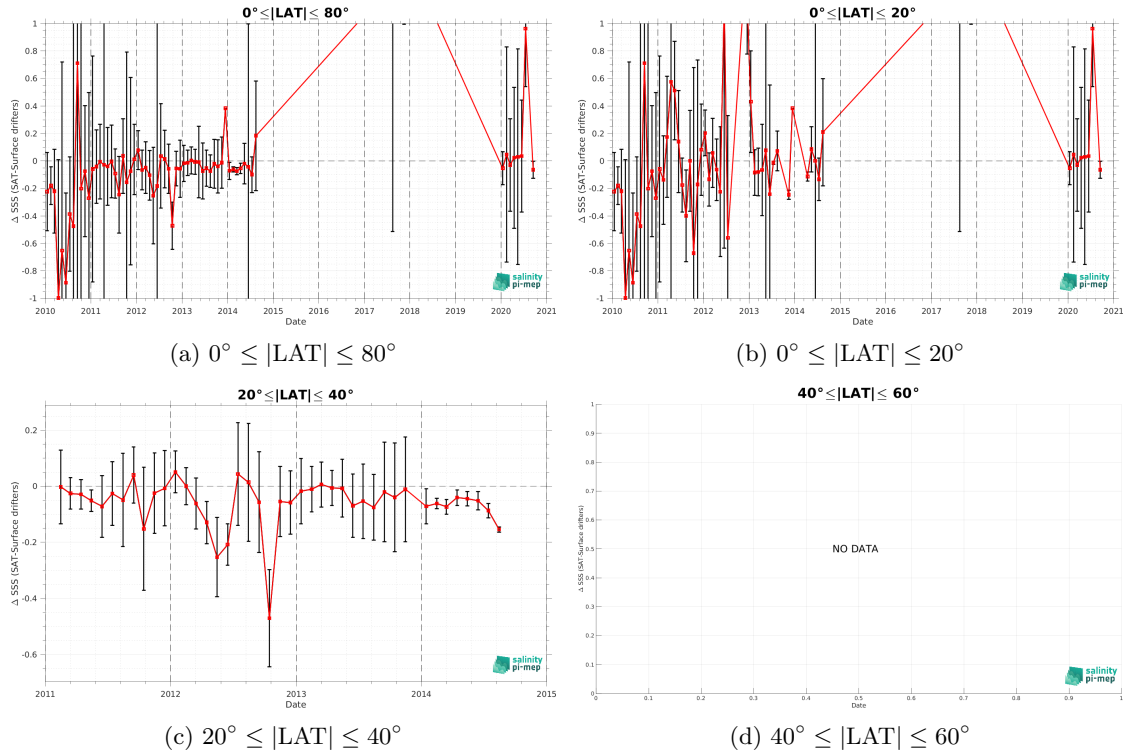 0°≤|LAT|≤ 80°
1
0.8
0.6
0.4
0.2
0
-0.2
-0.4
-0.6
-0.8
-1
Δ SSS (SAT-Surface drifters)
2010 2011 2012 2013 2014 2015 2016 2017 2018 2019 2020 2021
Date
salinity
pi-mep
(a) 0° ≤ |LAT| ≤ 80°
0°≤|LAT|≤ 20°
1
0.8
0.6
0.4
0.2
0
-0.2
-0.4
-0.6
-0.8
-1
Δ SSS (SAT-Surface drifters)
2010 2011 2012 2013 2014 2015 2016 2017 2018 2019 2020 2021
Date
salinity
pi-mep
(b) 0° ≤ |LAT| ≤ 20°
20°≤|LAT|≤ 40°
0.2
0
-0.2
-0.4
-0.6
Δ SSS (SAT-Surface drifters)
2011 2012 2013 2014 2015
Date
salinity
pi-mep
(c) 20° ≤ |LAT| ≤ 40°
40°≤|LAT|≤ 60°
1
0.9
0.8
0.7
0.6
0.5
0.4
0.3
0.2
0.1
0
Δ SSS (SAT-Surface drifters)
NO DATA
0 0.1 0.2 0.3 0.4 0.5 0.6 0.7 0.8 0.9 1
Date
salinity
pi-mep
(d) 40° ≤ |LAT| ≤ 60°